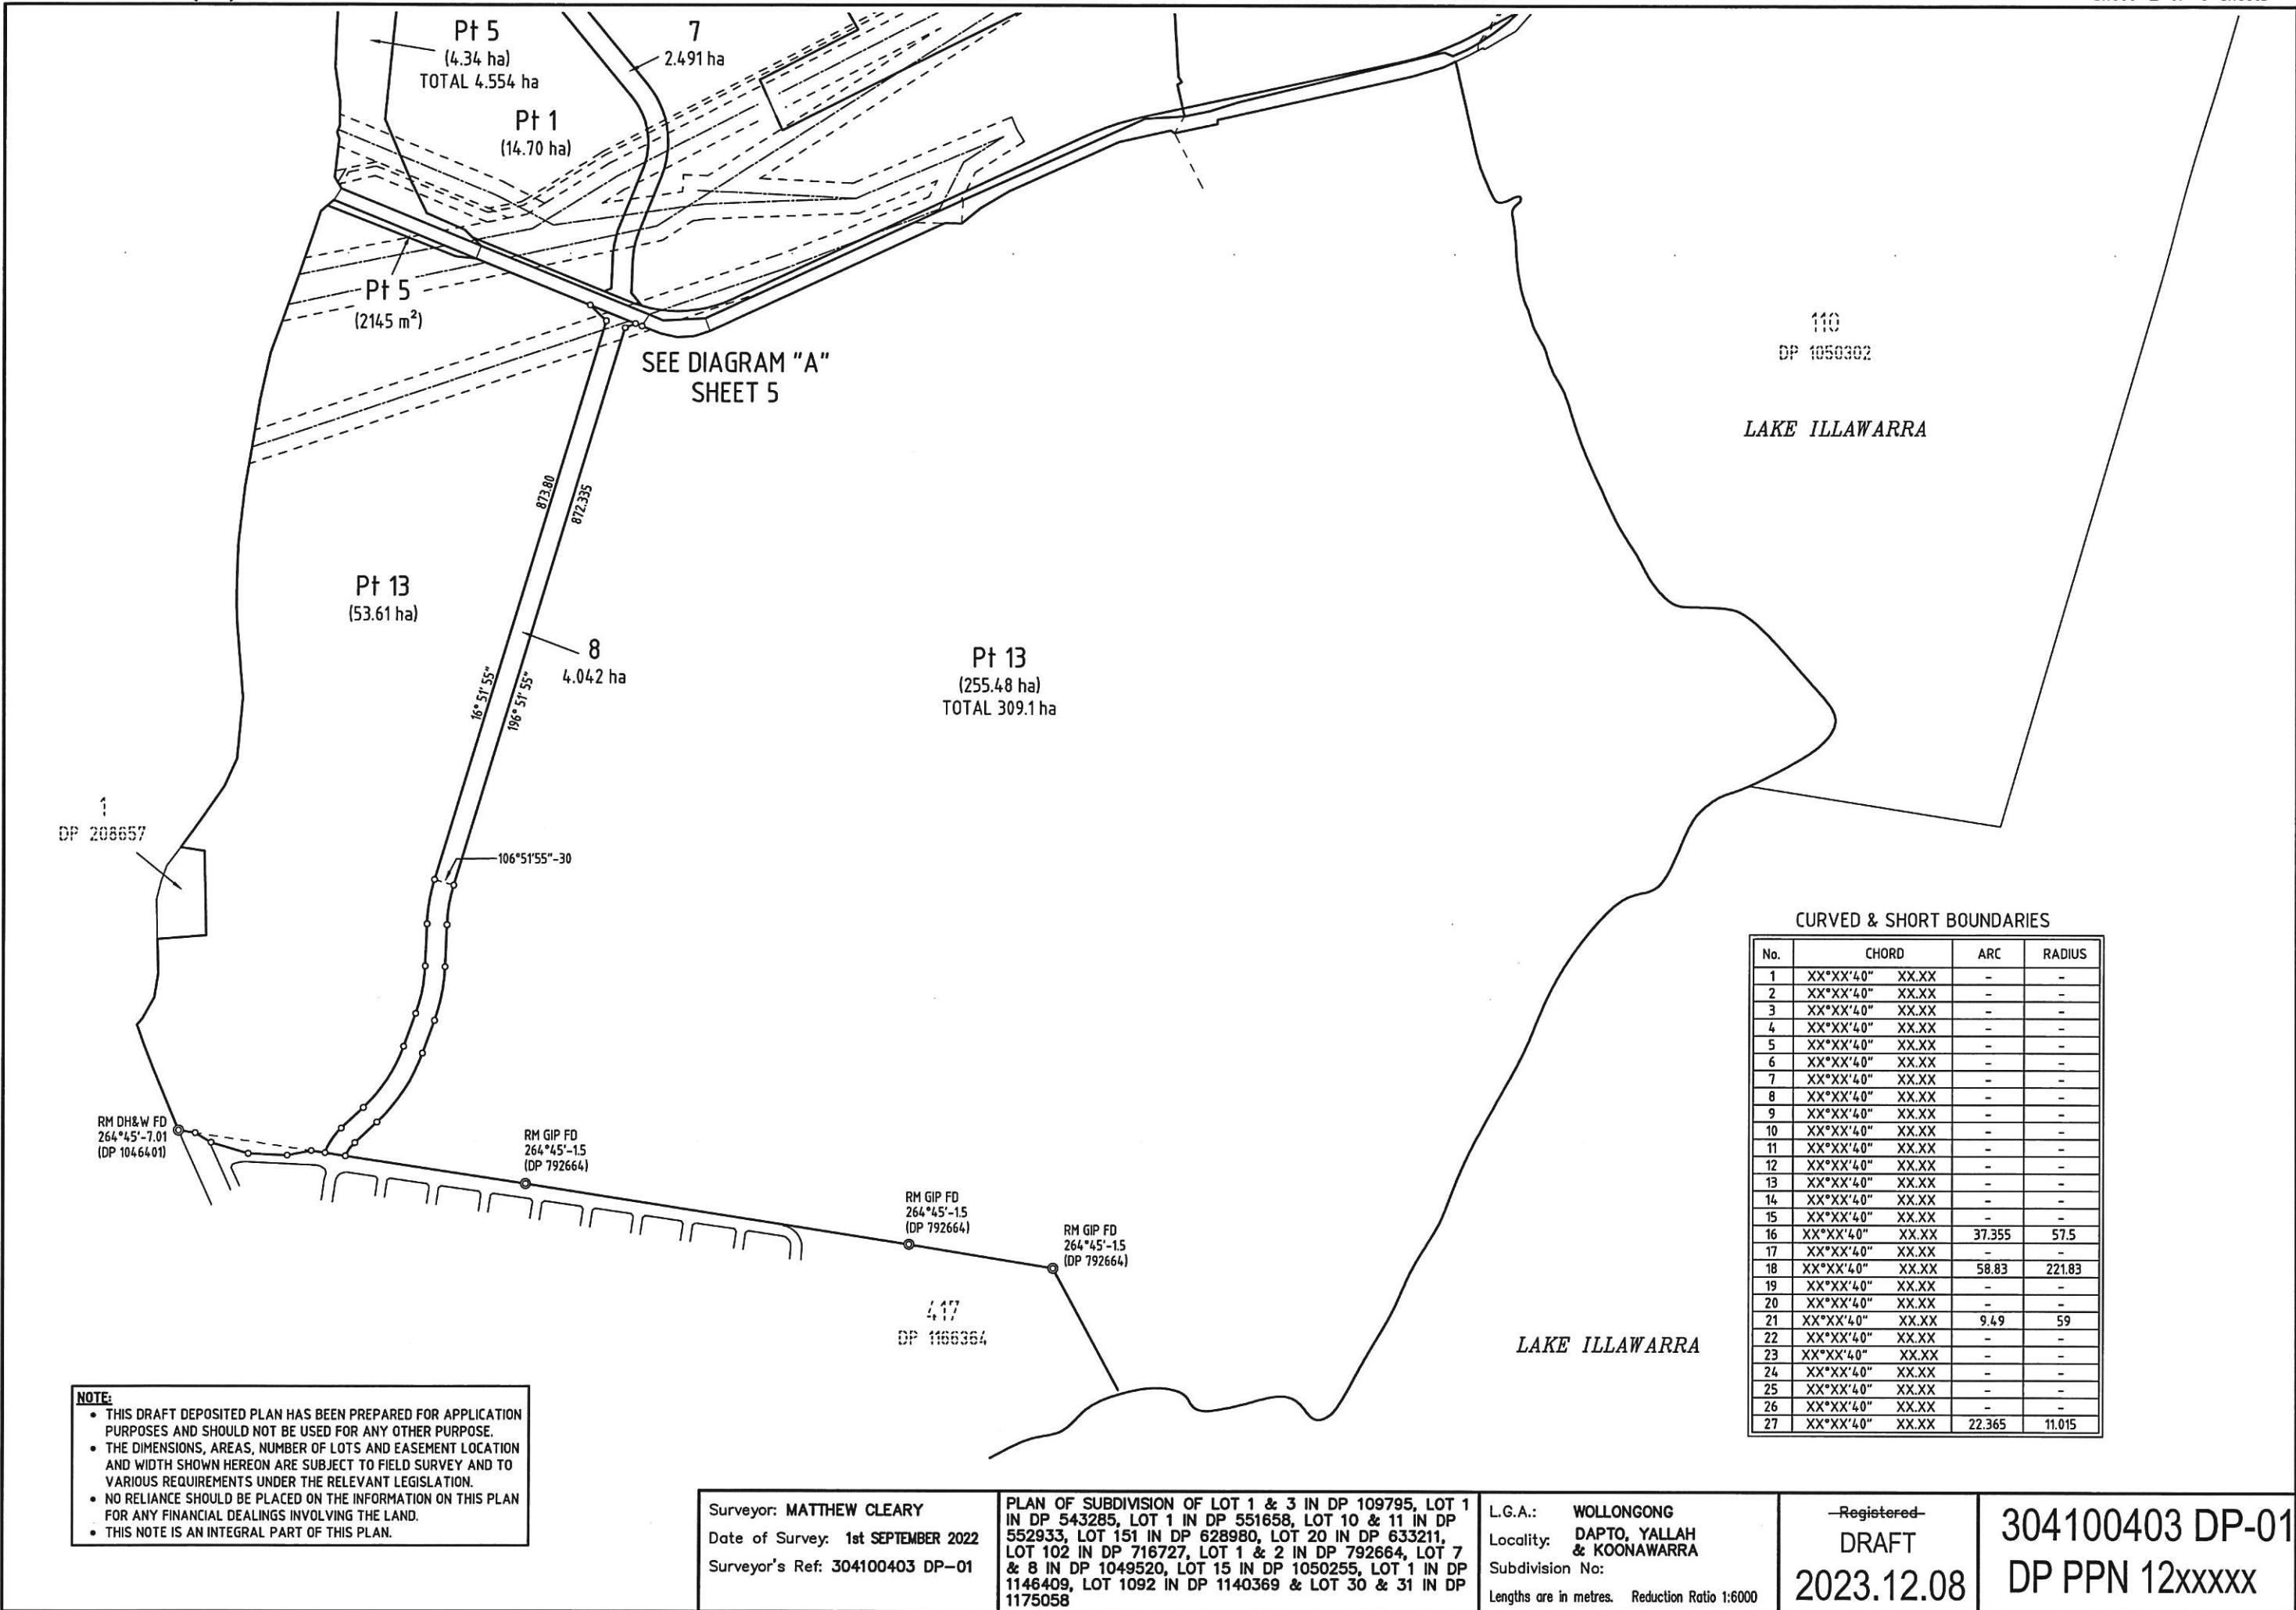 Pt 5
(4.34 ha)
TOTAL 4.554 ha
7
2.491 ha
Pt 1
(14.70 ha)
Pt 5
(2145 m²)
SEE DIAGRAM "A"
SHEET 5
110
DP 1050302
LAKE ILLAWARRA
873.80
872.335
Pt 13
(53.61 ha)
8
4.042 ha
16° 51' 55"
196° 51' 55"
Pt 13
(255.48 ha)
TOTAL 309.1 ha
1
DP 208657
106°51'55"-30
RM DH&W FD
264°45'-7.01
(DP 1046401)
RM GIP FD
264°45'-1.5
(DP 792664)
RM GIP FD
264°45'-1.5
(DP 792664)
RM GIP FD
264°45'-1.5
(DP 792664)
417
DP 1166364
LAKE ILLAWARRA
CURVED & SHORT BOUNDARIES
No. CHORD ARC RADIUS
1 XX°XX'40" XX.XX - -
2 XX°XX'40" XX.XX - -
3 XX°XX'40" XX.XX - -
4 XX°XX'40" XX.XX - -
5 XX°XX'40" XX.XX - -
6 XX°XX'40" XX.XX - -
7 XX°XX'40" XX.XX - -
8 XX°XX'40" XX.XX - -
9 XX°XX'40" XX.XX - -
10 XX°XX'40" XX.XX - -
11 XX°XX'40" XX.XX - -
12 XX°XX'40" XX.XX - -
13 XX°XX'40" XX.XX - -
14 XX°XX'40" XX.XX - -
15 XX°XX'40" XX.XX - -
16 XX°XX'40" XX.XX 37.355 57.5
17 XX°XX'40" XX.XX - -
18 XX°XX'40" XX.XX 58.83 221.83
19 XX°XX'40" XX.XX - -
20 XX°XX'40" XX.XX - -
21 XX°XX'40" XX.XX 9.49 59
22 XX°XX'40" XX.XX - -
23 XX°XX'40" XX.XX - -
24 XX°XX'40" XX.XX - -
25 XX°XX'40" XX.XX - -
26 XX°XX'40" XX.XX - -
27 XX°XX'40" XX.XX 22.365 11.015
NOTE:
• THIS DRAFT DEPOSITED PLAN HAS BEEN PREPARED FOR APPLICATION
PURPOSES AND SHOULD NOT BE USED FOR ANY OTHER PURPOSE.
• THE DIMENSIONS, AREAS, NUMBER OF LOTS AND EASEMENT LOCATION
AND WIDTH SHOWN HEREON ARE SUBJECT TO FIELD SURVEY AND TO
VARIOUS REQUIREMENTS UNDER THE RELEVANT LEGISLATION.
• NO RELIANCE SHOULD BE PLACED ON THE INFORMATION ON THIS PLAN
FOR ANY FINANCIAL DEALINGS INVOLVING THE LAND.
• THIS NOTE IS AN INTEGRAL PART OF THIS PLAN.
Surveyor: MATTHEW CLEARY
Date of Survey: 1st SEPTEMBER 2022
Surveyor's Ref: 304100403 DP-01
PLAN OF SUBDIVISION OF LOT 1 & 3 IN DP 109795, LOT 1
IN DP 543285, LOT 1 IN DP 551658, LOT 10 & 11 IN DP
552933, LOT 151 IN DP 628980, LOT 20 IN DP 633211,
LOT 102 IN DP 716727, LOT 1 & 2 IN DP 792664, LOT 7
& 8 IN DP 1049520, LOT 15 IN DP 1050255, LOT 1 IN DP
1146409, LOT 1092 IN DP 1140369 & LOT 30 & 31 IN DP
1175058
L.G.A.: WOLLONGONG
Locality: DAPTO, YALLAH
& KOONAWARRA
Subdivision No:
Lengths are in metres. Reduction Ratio 1:6000
Registered
DRAFT
2023.12.08
304100403 DP-01
DP PPN 12xxxxx